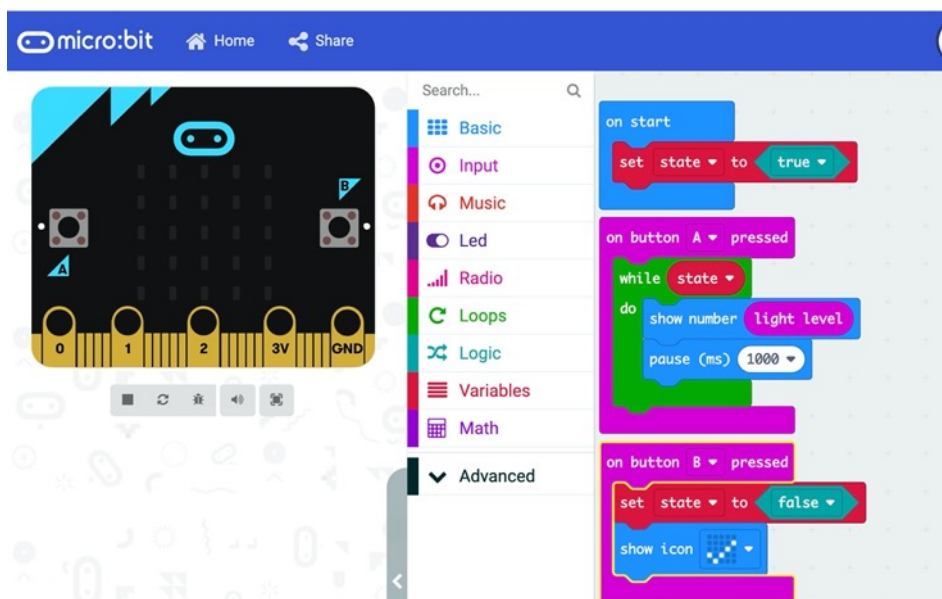 micro:bit Home Share
Search...
Basic
Input
Music
Led
Radio
Loops
Logic
Variables
Math
Advanced
B
A
0 1 2 3V GND
on start
set state to true
on button A pressed
while state
do
show number light level
pause (ms) 1000
on button B pressed
set state to false
show icon